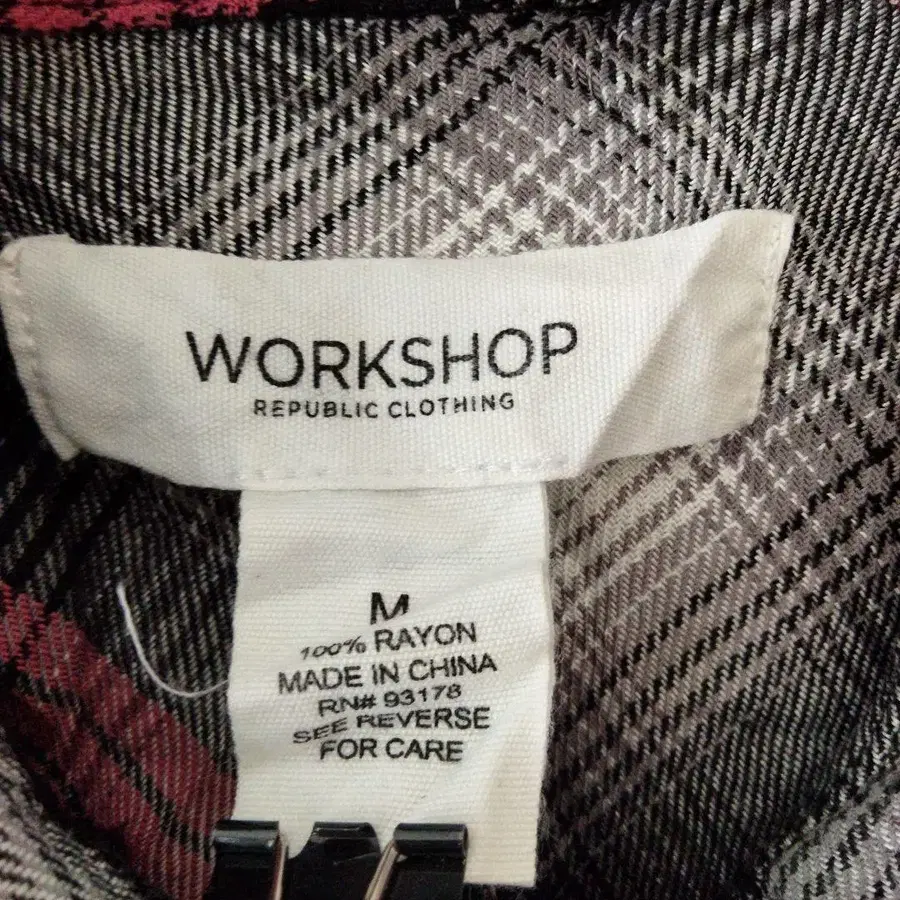 WORKSHOP
REPUBLIC CLOTHING
M
100% RAYON
MADE IN CHINA
RN# 93178
SEE REVERSE
FOR CARE